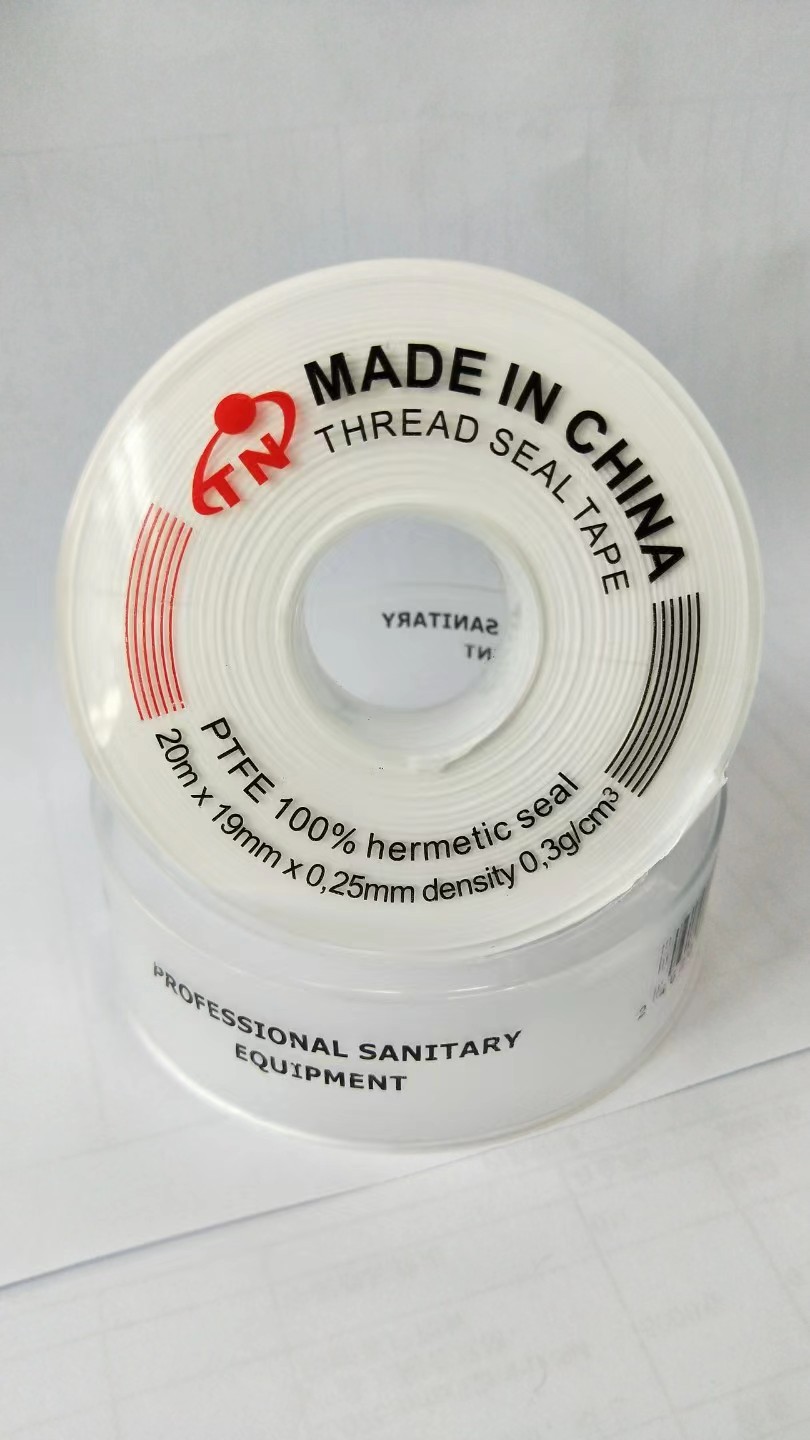 TN
MADE IN CHINA
THREAD SEAL TAPE
SANITARY
NT
PTFE 100% hermetic seal
20m x 19mm x 0,25mm density 0,3g/cm³
PROFESSIONAL SANITARY
EQUIPMENT